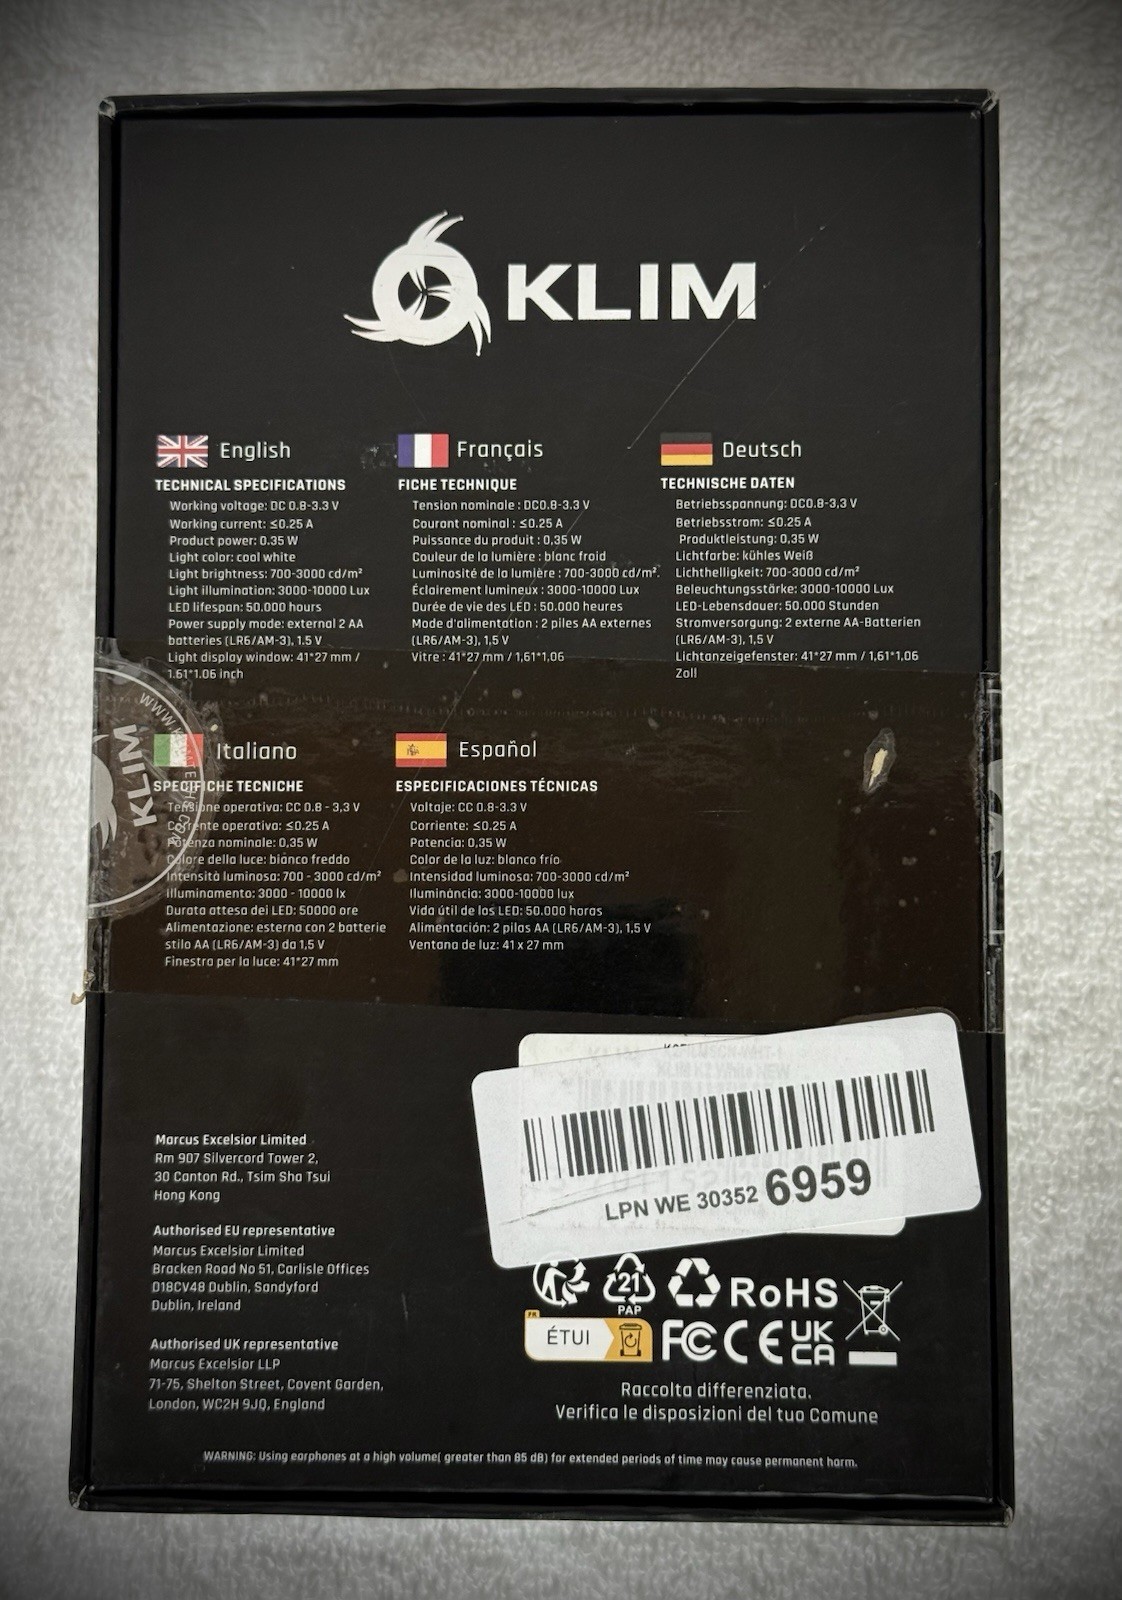 KLIM
English
TECHNICAL SPECIFICATIONS
Working voltage: DC 0.8-3.3 V
Working current: ≤0.25 A
Product power: 0.35 W
Light color: cool white
Light brightness: 700-3000 cd/m²
Light illumination: 3000-10000 Lux
LED lifespan: 50.000 hours
Power supply mode: external 2 AA
batteries (LR6/AM-3), 1.5 V
Light display window: 41*27 mm /
1.61*1.06 inch
Français
FICHE TECHNIQUE
Tension nominale : DC0.8-3.3 V
Courant nominal : ≤0.25 A
Puissance du produit : 0,35 W
Couleur de la lumière : blanc froid
Luminosité de la lumière : 700-3000 cd/m².
Éclairement lumineux : 3000-10000 Lux
Durée de vie des LED : 50.000 heures
Mode d'alimentation : 2 piles AA externes
(LR6/AM-3), 1,5 V
Vitre : 41*27 mm / 1,61*1,06
Deutsch
TECHNISCHE DATEN
Betriebsspannung: DC0.8-3,3 V
Betriebsstrom: ≤0.25 A
Produktleistung: 0,35 W
Lichtfarbe: kühles Weiß
Lichthelligkeit: 700-3000 cd/m²
Beleuchtungsstärke: 3000-10000 Lux
LED-Lebensdauer: 50.000 Stunden
Stromversorgung: 2 externe AA-Batterien
(LR6/AM-3), 1,5 V
Lichtanzeigefenster: 41*27 mm / 1,61*1,06
Zoll
KLIM
Italiano
SPECIFICHE TECNICHE
Tensione operativa: CC 0.8 - 3,3 V
Corrente operativa: ≤0.25 A
Potenza nominale: 0,35 W
Colore della luce: bianco freddo
Intensità luminosa: 700 - 3000 cd/m²
Illuminamento: 3000 - 10000 lx
Durata attesa dei LED: 50000 ore
Alimentazione: esterna con 2 batterie
stilo AA (LR6/AM-3) da 1,5 V
Finestra per la luce: 41*27 mm
Español
ESPECIFICACIONES TÉCNICAS
Voltaje: CC 0.8-3.3 V
Corriente: ≤0.25 A
Potencia: 0,35 W
Color de la luz: blanco frío
Intensidad luminosa: 700-3000 cd/m²
Iluminància: 3000-10000 lux
Vida útil de los LED: 50.000 horas
Alimentación: 2 pilas AA (LR6/AM-3), 1,5 V
Ventana de luz: 41 x 27 mm
KLIM K2 White NEW
LPN WE 30352 6959
Marcus Excelsior Limited
Rm 907 Silvercord Tower 2,
30 Canton Rd., Tsim Sha Tsui
Hong Kong
Authorised EU representative
Marcus Excelsior Limited
Bracken Road No 51, Carlisle Offices
D18CV48 Dublin, Sandyford
Dublin, Ireland
Authorised UK representative
Marcus Excelsior LLP
71-75, Shelton Street, Covent Garden,
London, WC2H 9JQ, England
21
PAP
RoHS
FR
ÉTUI
FC CE UK
CA
Raccolta differenziata.
Verifica le disposizioni del tuo Comune
WARNING: Using earphones at a high volume( greater than 85 dB) for extended periods of time may cause permanent harm.